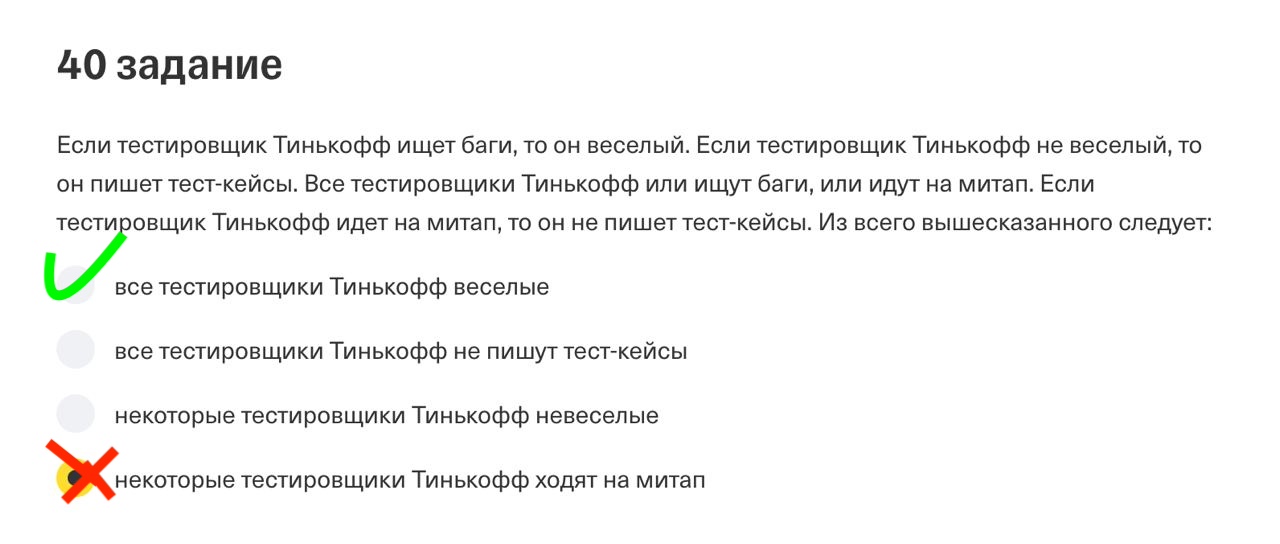 40 задание
Если тестировщик Тинькофф ищет баги, то он веселый. Если тестировщик Тинькофф не веселый, то
он пишет тест-кейсы. Все тестировщики Тинькофф или ищут баги, или идут на митап. Если
тестировщик Тинькофф идет на митап, то он не пишет тест-кейсы. Из всего вышесказанного следует:
все тестировщики Тинькофф веселые
все тестировщики Тинькофф не пишут тест-кейсы
некоторые тестировщики Тинькофф невеселые
некоторые тестировщики Тинькофф ходят на митап